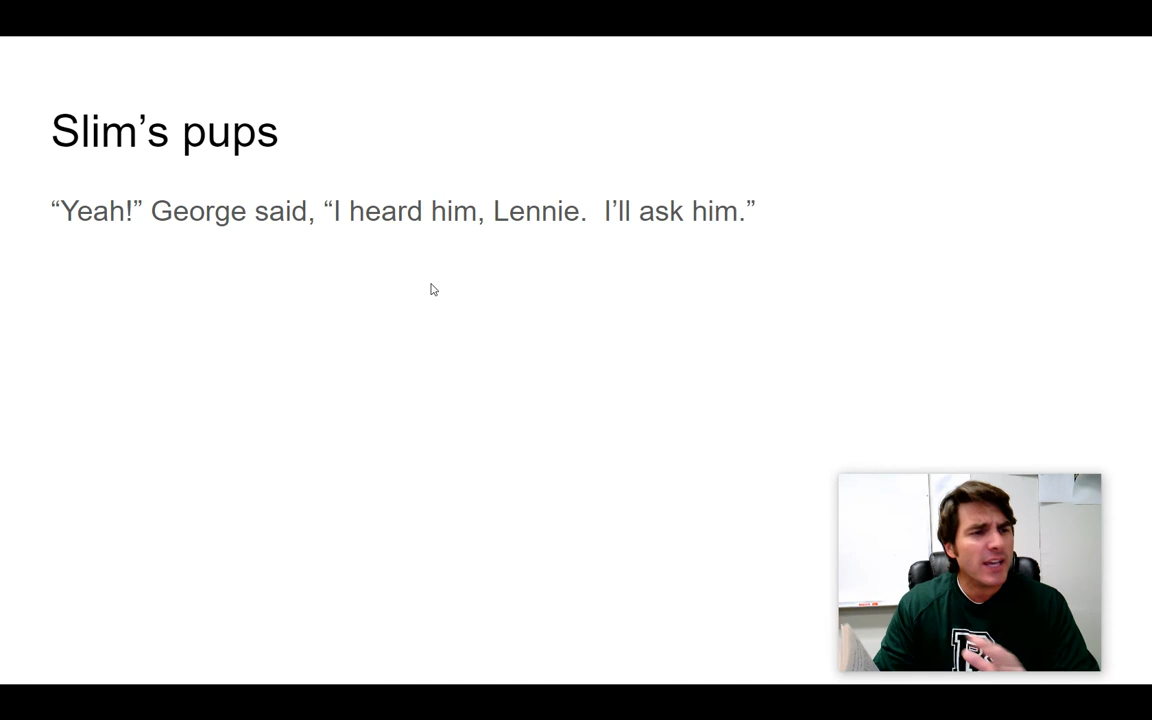 Slim’s pups
“Yeah!” George said, “I heard him, Lennie.  I’ll ask him.”